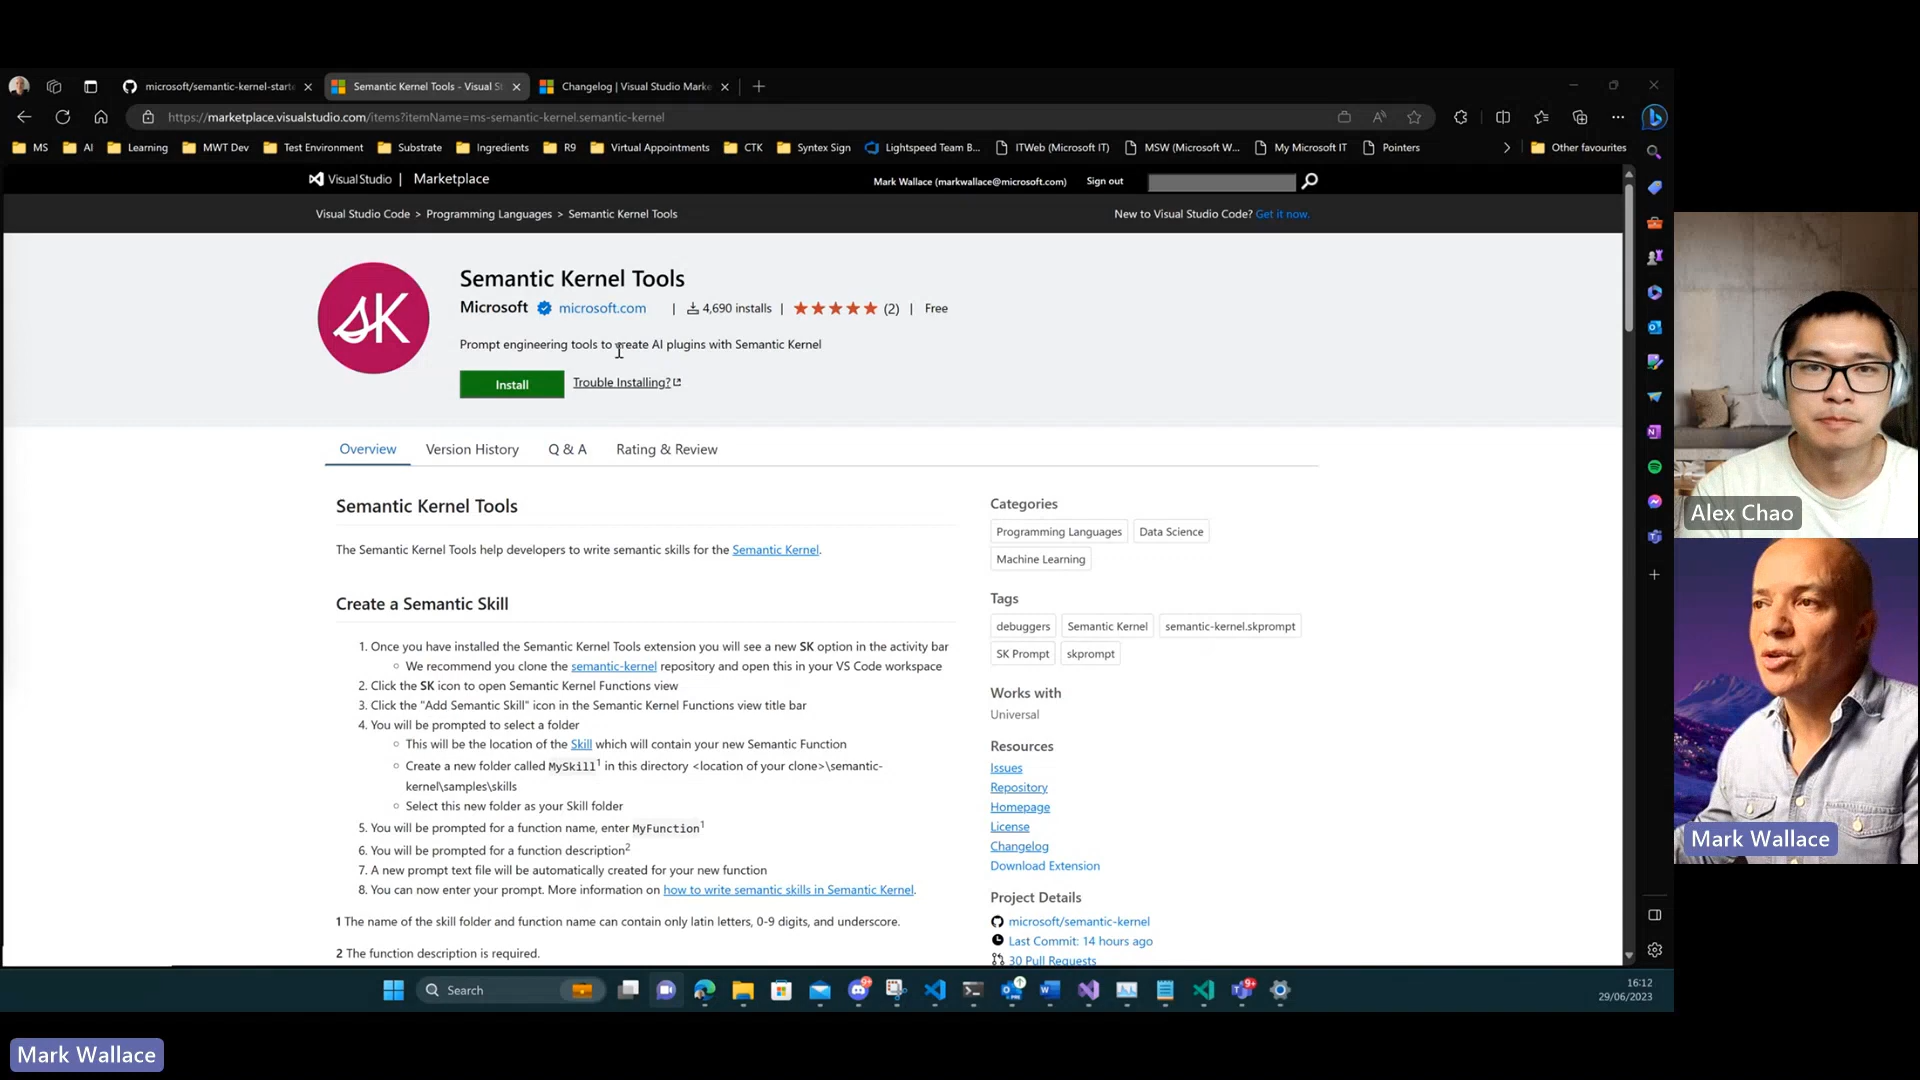 microsoft/semantic-kernel-starte
Semantic Kernel Tools - Visual St
Changelog | Visual Studio Marke
https://marketplace.visualstudio.com/items?itemName=ms-semantic-kernel.semantic-kernel
MS
AI
Learning
MWT Dev
Test Environment
Substrate
Ingredients
R9
Virtual Appointments
CTK
Syntex Sign
Lightspeed Team B...
ITWeb (Microsoft IT)
MSW (Microsoft W...
My Microsoft IT
Pointers
Other favourites
Visual Studio | Marketplace
Mark Wallace (markwallace@microsoft.com)
Sign out
Visual Studio Code > Programming Languages > Semantic Kernel Tools
New to Visual Studio Code? Get it now.
SK
Semantic Kernel Tools
Microsoft microsoft.com | 4,690 installs | (2) | Free
Prompt engineering tools to create AI plugins with Semantic Kernel
Install
Trouble Installing?
Overview
Version History
Q & A
Rating & Review
Semantic Kernel Tools
The Semantic Kernel Tools help developers to write semantic skills for the Semantic Kernel.
Create a Semantic Skill
1. Once you have installed the Semantic Kernel Tools extension you will see a new SK option in the activity bar
We recommend you clone the semantic-kernel repository and open this in your VS Code workspace
2. Click the SK icon to open Semantic Kernel Functions view
3. Click the "Add Semantic Skill" icon in the Semantic Kernel Functions view title bar
4. You will be prompted to select a folder
This will be the location of the Skill which will contain your new Semantic Function
Create a new folder called MySkill1 in this directory <location of your clone>\semantic-
kernel\samples\skills
Select this new folder as your Skill folder
5. You will be prompted for a function name, enter MyFunction1
6. You will be prompted for a function description2
7. A new prompt text file will be automatically created for your new function
8. You can now enter your prompt. More information on how to write semantic skills in Semantic Kernel.
1 The name of the skill folder and function name can contain only latin letters, 0-9 digits, and underscore.
2 The function description is required.
Categories
Programming Languages
Data Science
Machine Learning
Tags
debuggers
Semantic Kernel
semantic-kernel.skprompt
SK Prompt
skprompt
Works with
Universal
Resources
Issues
Repository
Homepage
License
Changelog
Download Extension
Project Details
microsoft/semantic-kernel
Last Commit: 14 hours ago
30 Pull Requests
Alex Chao
Mark Wallace
Search
16:12
29/06/2023
Mark Wallace